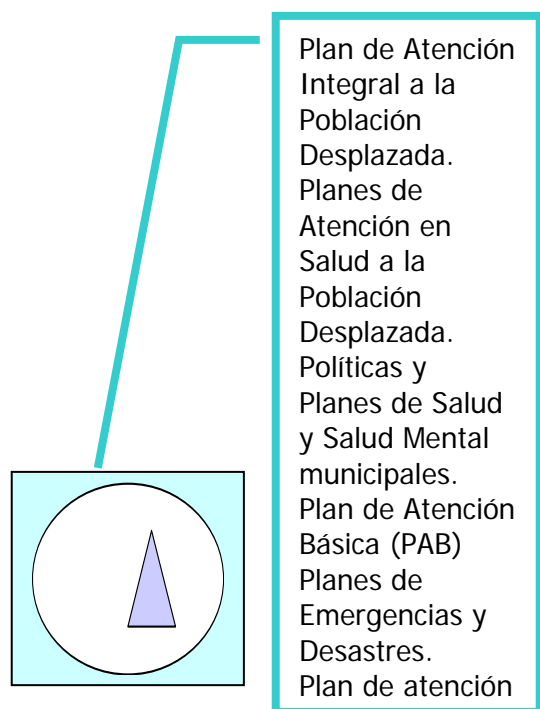 Plan de Atención
Integral a la
Población
Desplazada.
Planes de
Atención en
Salud a la
Población
Desplazada.
Políticas y
Planes de Salud
y Salud Mental
municipales.
Plan de Atención
Básica (PAB)
Planes de
Emergencias y
Desastres.
Plan de atención